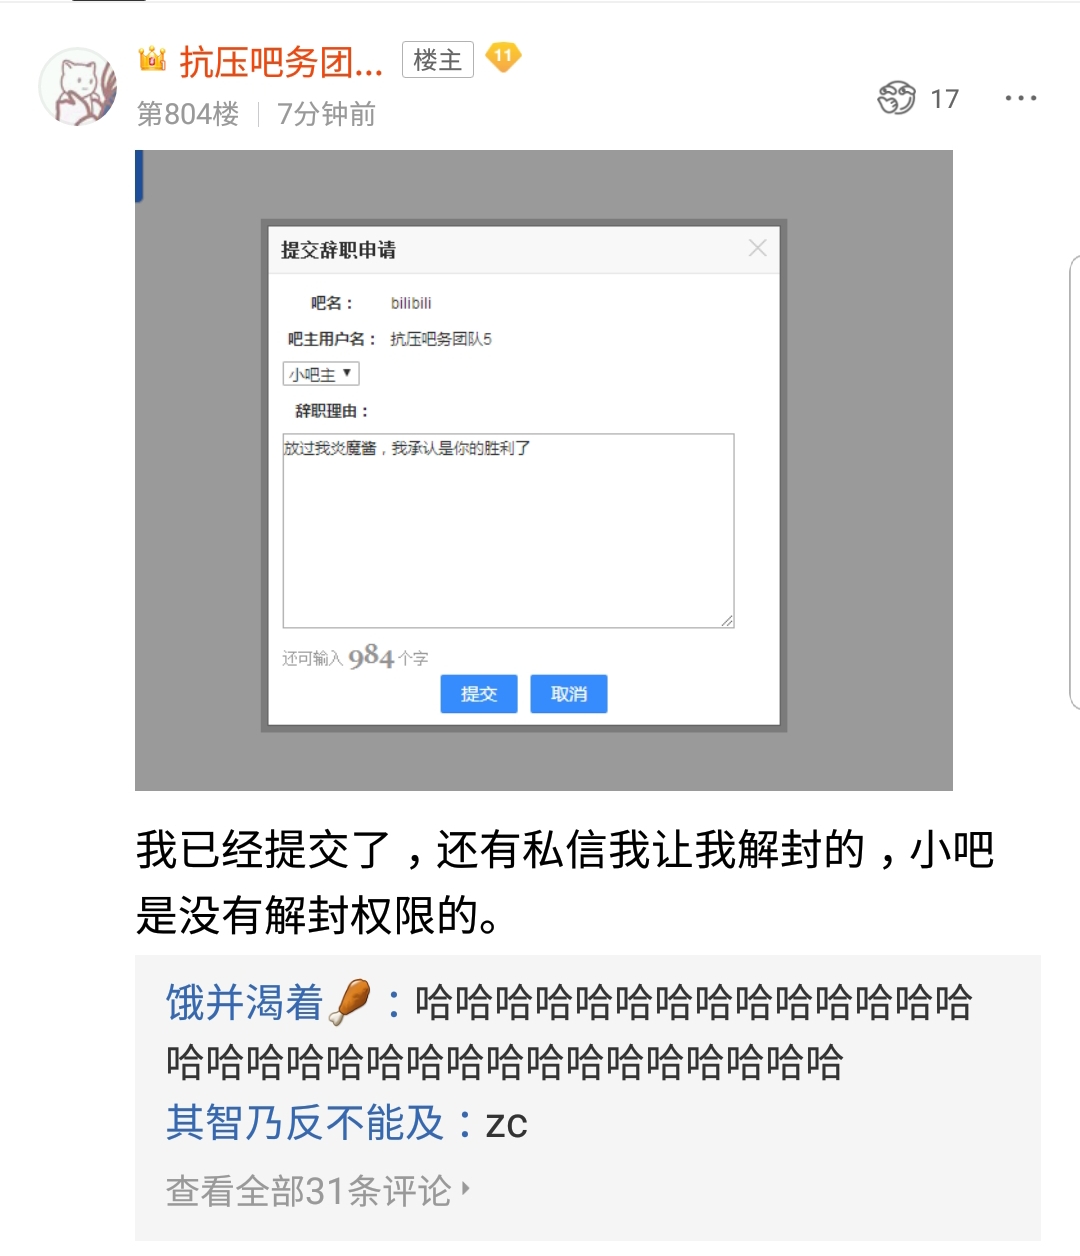 抗压吧务团... 楼主 11
第804楼 7分钟前
17
提交辞职申请
吧名： bilibili
吧主用户名： 抗压吧务团队5
小吧主
辞职理由：
放过我炎魔酱，我承认是你的胜利了
还可输入984个字
提交 取消
我已经提交了，还有私信我让我解封的，小吧
是没有解封权限的。
饿并渴着🍗：哈哈哈哈哈哈哈哈哈哈哈哈哈哈
哈哈哈哈哈哈哈哈哈哈哈哈哈哈哈哈哈
其智乃反不能及：zc
查看全部31条评论